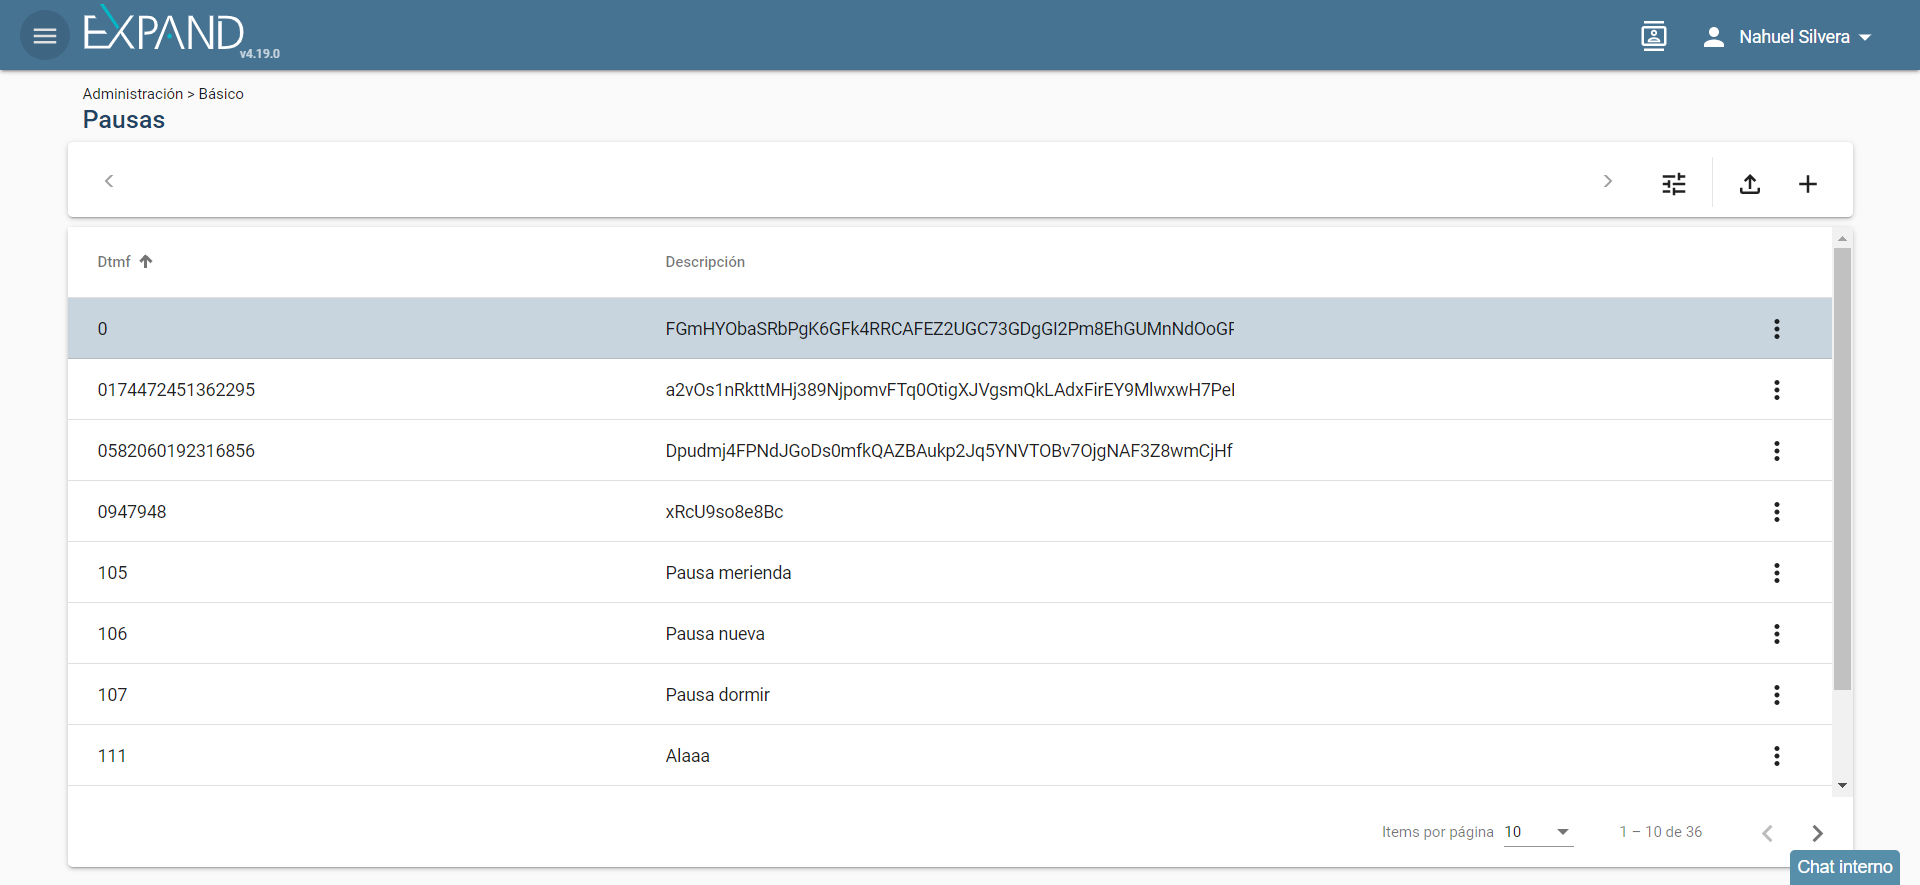 EXPAND
v4.19.0
Nahuel Silvera
Administración > Básico
Pausas
Dtmf Descripción
0 FGmHYObaSRbPgK6GFk4RRCAFEZ2UGC73GDgGI2Pm8EhGUMnNdOoGF
0174472451362295 a2vOs1nRkttMHj389NjpomvFTq0OtigXJVgsmQkLAdxFirEY9MlwxwH7Pel
0582060192316856 Dpudmj4FPNdJGoDs0mfkQAZBAukp2Jq5YNVTOBv7OjgNAF3Z8wmCjHf
0947948 xRcU9so8e8Bc
105 Pausa merienda
106 Pausa nueva
107 Pausa dormir
111 Alaaa
Items por página 10 1 – 10 de 36
Chat interno